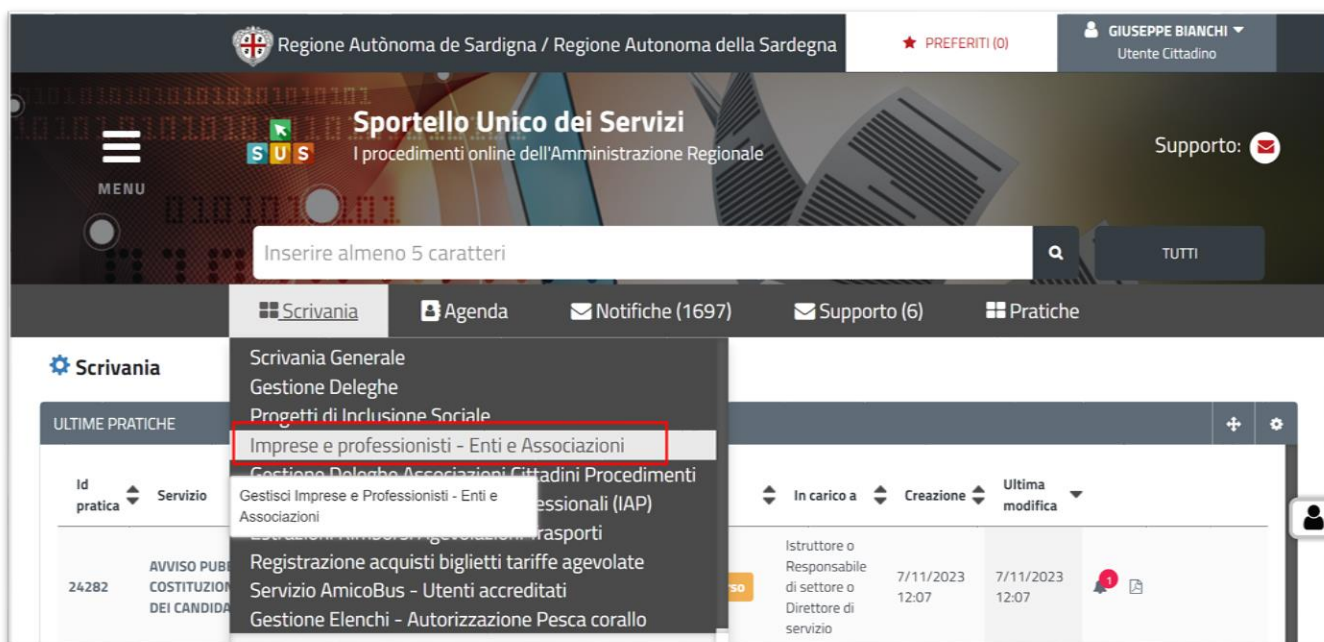 Regione Autònoma de Sardigna / Regione Autonoma della Sardegna
PREFERITI (0)
GIUSEPPE BIANCHI
Utente Cittadino
MENU
SUS
Sportello Unico dei Servizi
I procedimenti online dell'Amministrazione Regionale
Supporto:
Inserire almeno 5 caratteri
TUTTI
Scrivania
Agenda
Notifiche (1697)
Supporto (6)
Pratiche
Scrivania
Scrivania Generale
Gestione Deleghe
Progetti di Inclusione Sociale
Imprese e professionisti - Enti e Associazioni
Gestione Deleghe Associazioni Cittadini Procedimenti
essionali (IAP)
Gestisci Imprese e Professionisti - Enti e
Associazioni
Estrazioni Rimborsi Agevolazioni Trasporti
Registrazione acquisti biglietti tariffe agevolate
Servizio AmicoBus - Utenti accreditati
Gestione Elenchi - Autorizzazione Pesca corallo
ULTIME PRATICHE
Id
pratica
Servizio
In carico a
Creazione
Ultima
modifica
24282
AVVISO PUB
COSTITUZION
DEI CANDIDA
so
Istruttore o
Responsabile
di settore o
Direttore di
servizio
7/11/2023
12:07
7/11/2023
12:07
1